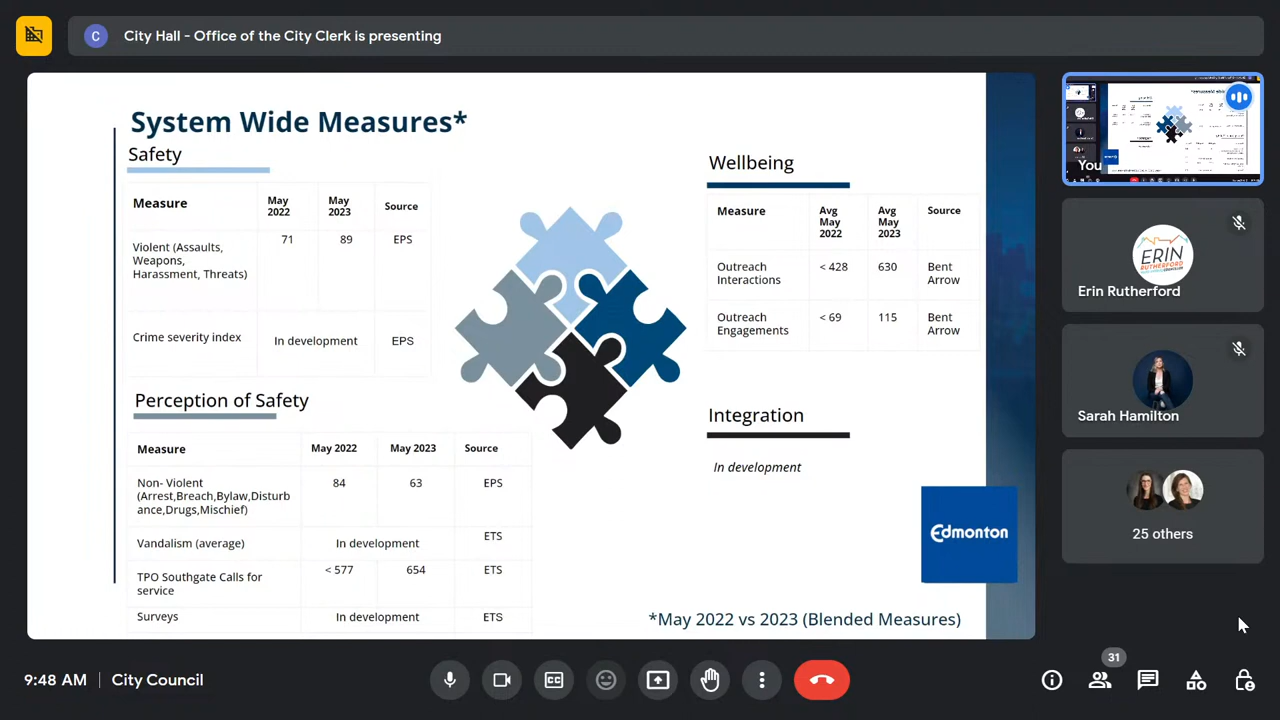 C
City Hall - Office of the City Clerk is presenting
System Wide Measures*
Safety
Measure May 2022 May 2023 Source
Violent (Assaults, Weapons, Harassment, Threats) 71 89 EPS
Crime severity index In development EPS
Perception of Safety
Measure May 2022 May 2023 Source
Non- Violent (Arrest,Breach,Bylaw,Disturbance,Drugs,Mischief) 84 63 EPS
Vandalism (average) In development ETS
TPO Southgate Calls for service < 577 654 ETS
Surveys In development ETS
Wellbeing
Measure Avg May 2022 Avg May 2023 Source
Outreach Interactions < 428 630 Bent Arrow
Outreach Engagements < 69 115 Bent Arrow
Integration
In development
Edmonton
*May 2022 vs 2023 (Blended Measures)
You
ERIN
RUTHERFORD
Erin Rutherford
Sarah Hamilton
25 others
9:48 AM City Council
CC
31